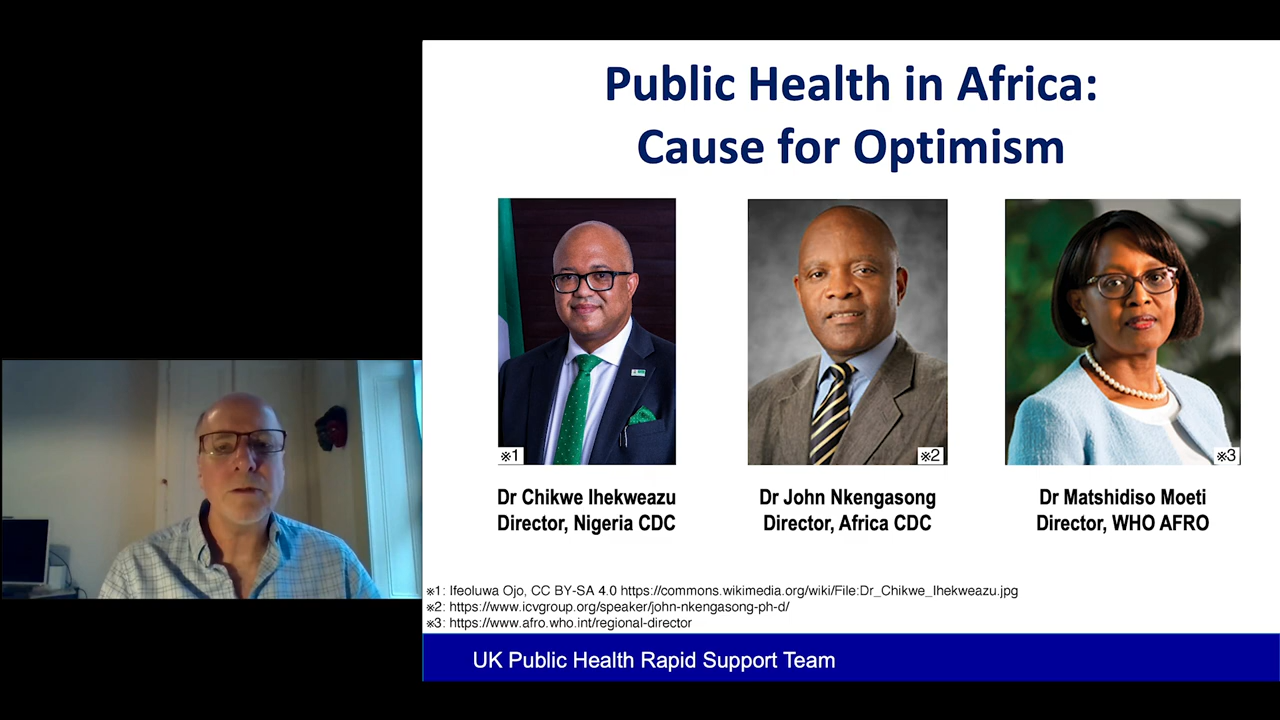 Public Health in Africa:
Cause for Optimism
※1
※2
※3
Dr Chikwe Ihekweazu
Director, Nigeria CDC
Dr John Nkengasong
Director, Africa CDC
Dr Matshidiso Moeti
Director, WHO AFRO
※1: Ifeoluwa Ojo, CC BY-SA 4.0 https://commons.wikimedia.org/wiki/File:Dr_Chikwe_Ihekweazu.jpg
※2: https://www.icvgroup.org/speaker/john-nkengasong-ph-d/
※3: https://www.afro.who.int/regional-director
UK Public Health Rapid Support Team